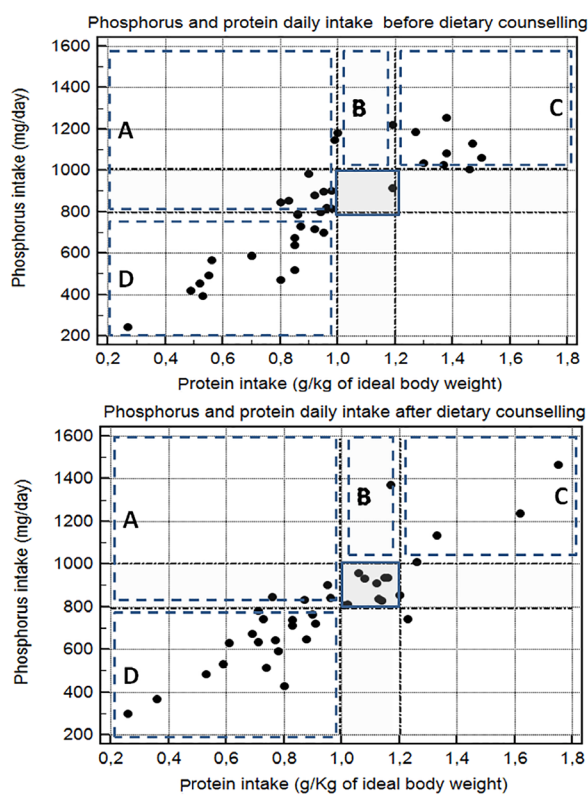 Phosphorus and protein daily intake before dietary counselling
Phosphorus intake (mg/day)
1600
1400
1200
1000
800
600
400
200
A
B
C
D
0,2 0,4 0,6 0,8 1,0 1,2 1,4 1,6 1,8
Protein intake (g/kg of ideal body weight)
Phosphorus and protein daily intake after dietary counselling
Phosphorus intake (mg/day)
1600
1400
1200
1000
800
600
400
200
A
B
C
D
0,2 0,4 0,6 0,8 1,0 1,2 1,4 1,6 1,8
Protein intake (g/Kg of ideal body weight)